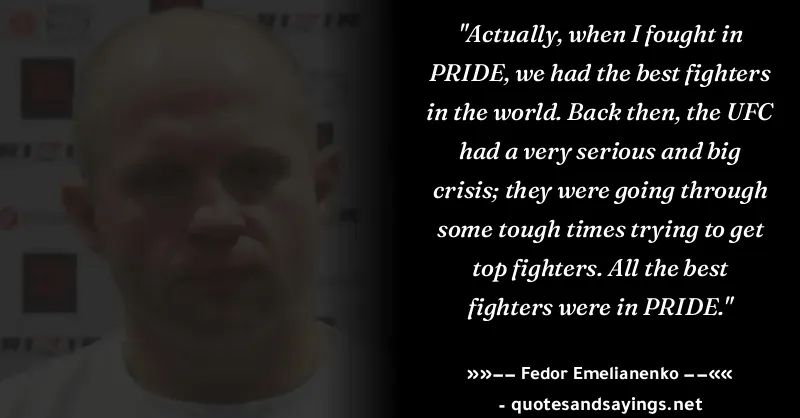 "Actually, when I fought in
PRIDE, we had the best fighters
in the world. Back then, the UFC
had a very serious and big
crisis; they were going through
some tough times trying to get
top fighters. All the best
fighters were in PRIDE."
»»−− Fedor Emelianenko −−««
- quotesandsayings.net